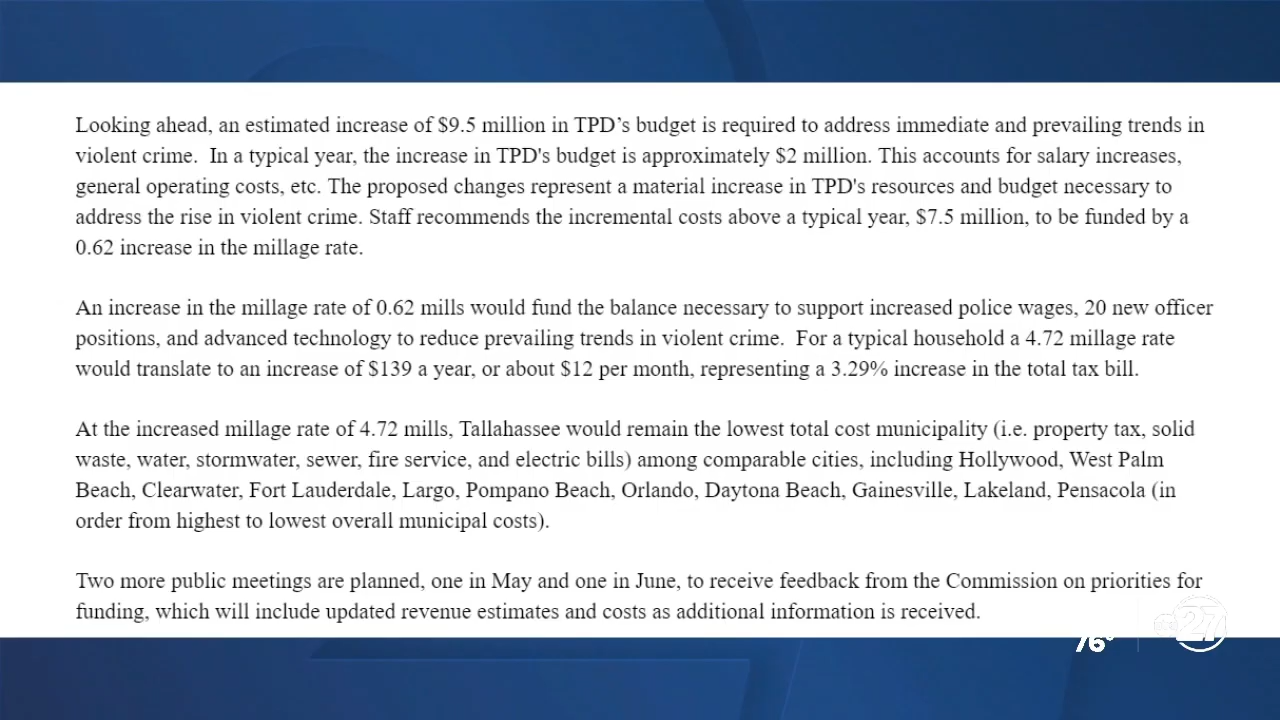 Looking ahead, an estimated increase of $9.5 million in TPD’s budget is required to address immediate and prevailing trends in
violent crime.  In a typical year, the increase in TPD's budget is approximately $2 million. This accounts for salary increases,
general operating costs, etc. The proposed changes represent a material increase in TPD's resources and budget necessary to
address the rise in violent crime. Staff recommends the incremental costs above a typical year, $7.5 million, to be funded by a
0.62 increase in the millage rate.
An increase in the millage rate of 0.62 mills would fund the balance necessary to support increased police wages, 20 new officer
positions, and advanced technology to reduce prevailing trends in violent crime.  For a typical household a 4.72 millage rate
would translate to an increase of $139 a year, or about $12 per month, representing a 3.29% increase in the total tax bill.
At the increased millage rate of 4.72 mills, Tallahassee would remain the lowest total cost municipality (i.e. property tax, solid
waste, water, stormwater, sewer, fire service, and electric bills) among comparable cities, including Hollywood, West Palm
Beach, Clearwater, Fort Lauderdale, Largo, Pompano Beach, Orlando, Daytona Beach, Gainesville, Lakeland, Pensacola (in
order from highest to lowest overall municipal costs).
Two more public meetings are planned, one in May and one in June, to receive feedback from the Commission on priorities for
funding, which will include updated revenue estimates and costs as additional information is received.
76° abc 27